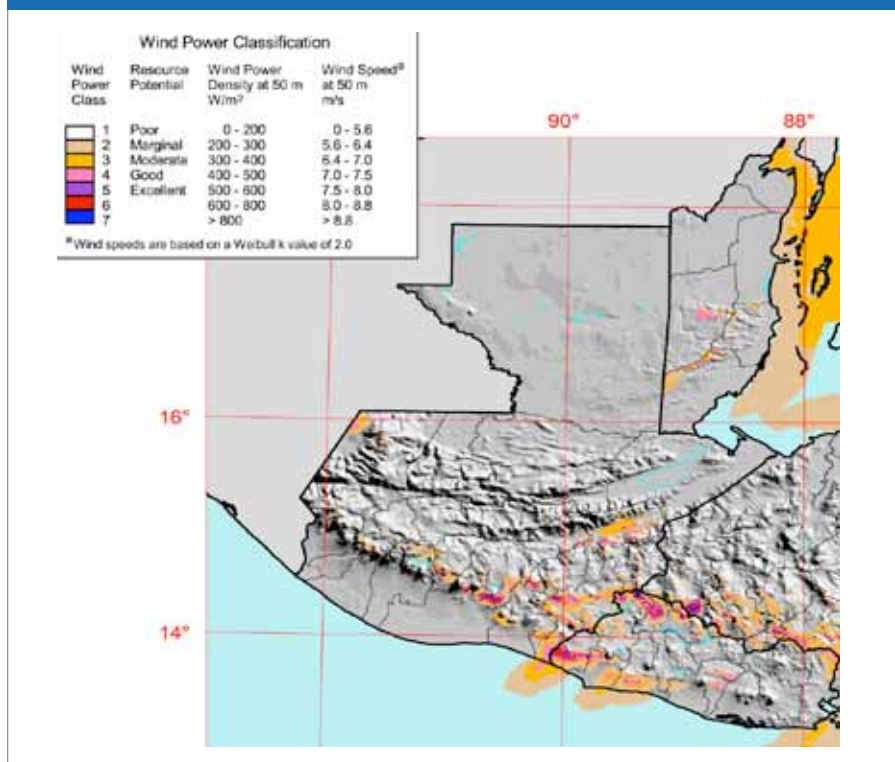 Wind Power Classification
Wind Resource Wind Power Wind Speedª
Power Potential Density at 50 m at 50 m
Class W/m² m/s
1 Poor 0 - 200 0 - 5.6
2 Marginal 200 - 300 5.6 - 6.4
3 Moderate 300 - 400 6.4 - 7.0
4 Good 400 - 500 7.0 - 7.5
5 Excellent 500 - 600 7.5 - 8.0
6 600 - 800 8.0 - 8.8
7 > 800 > 8.8
ªWind speeds are based on a Weibull k value of 2.0
90° 88°
16°
14°